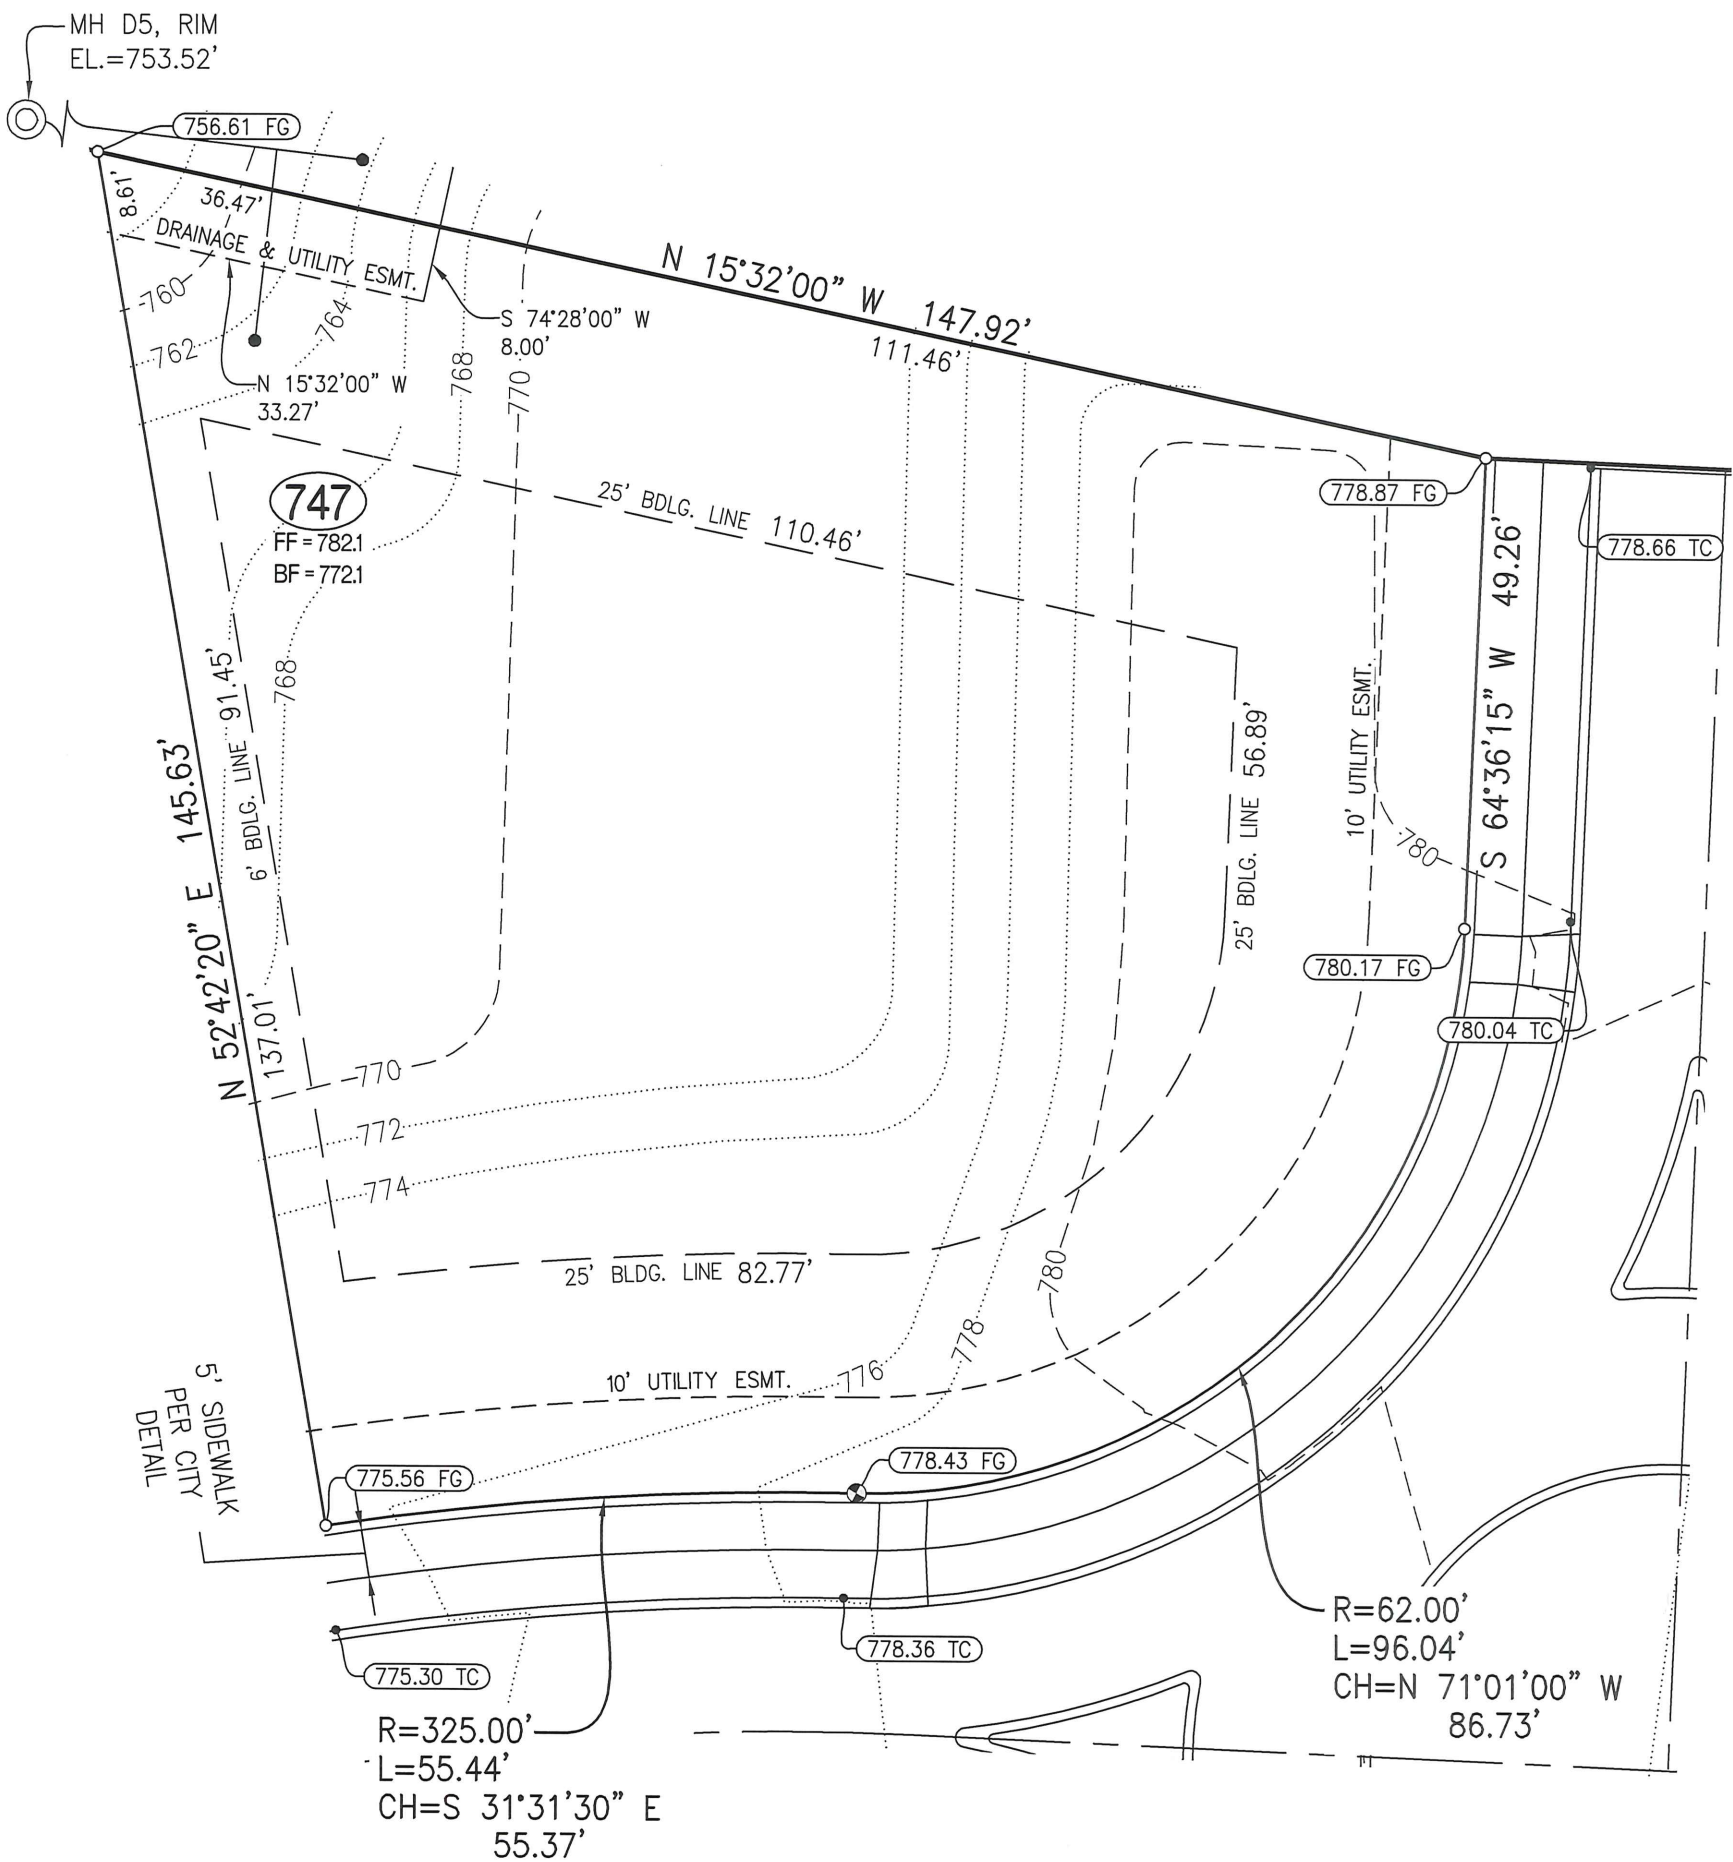 MH D5, RIM
EL.=753.52'
756.61 FG
8.61'
36.47'
DRAINAGE & UTILITY ESMT.
760
762
764
768
770
S 74°28'00" W
8.00'
N 15°32'00" W
33.27'
N 15°32'00" W 147.92'
111.46'
747
FF = 782.1
BF = 772.1
25' BDLG. LINE 110.46'
778.87 FG
778.66 TC
S 64°36'15" W 49.26'
10' UTILITY ESMT.
25' BDLG. LINE 56.89'
780
768
6' BDLG. LINE 91.45'
N 52°42'20" E 145.63'
137.01'
780.17 FG
780.04 TC
770
772
774
25' BLDG. LINE 82.77'
780
778
776
10' UTILITY ESMT.
5' SIDEWALK
PER CITY
DETAIL
775.56 FG
778.43 FG
778.36 TC
775.30 TC
R=325.00'
L=55.44'
CH=S 31°31'30" E
55.37'
R=62.00'
L=96.04'
CH=N 71°01'00" W
86.73'